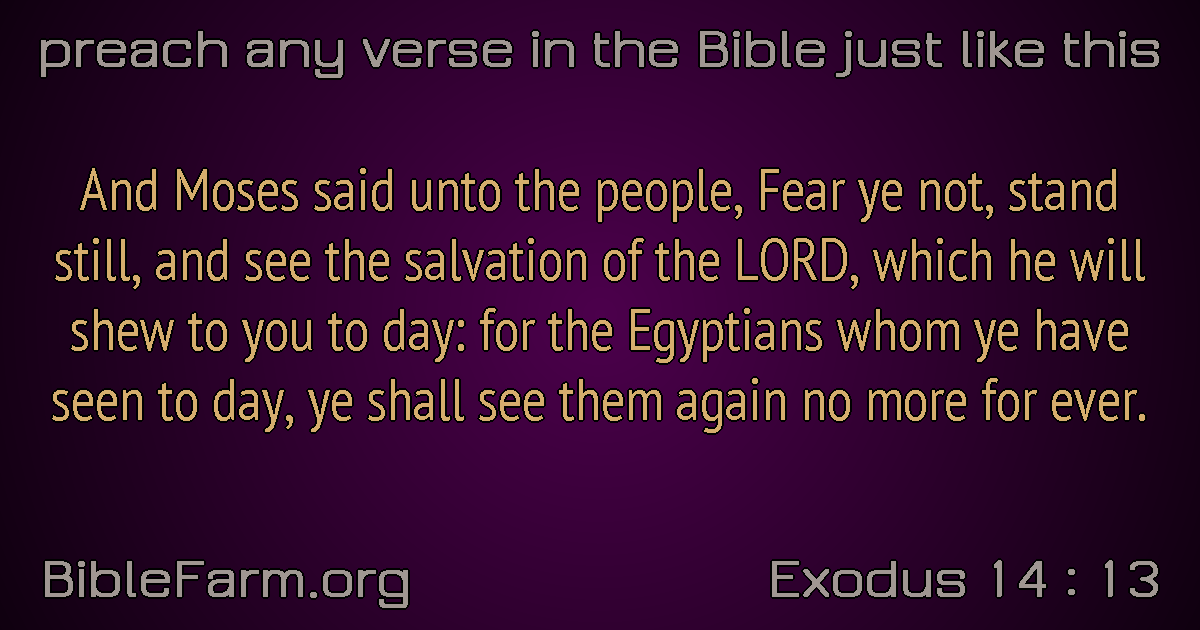 preach any verse in the Bible just like this
And Moses said unto the people, Fear ye not, stand
still, and see the salvation of the LORD, which he will
shew to you to day: for the Egyptians whom ye have
seen to day, ye shall see them again no more for ever.
BibleFarm.org
Exodus 14 : 13